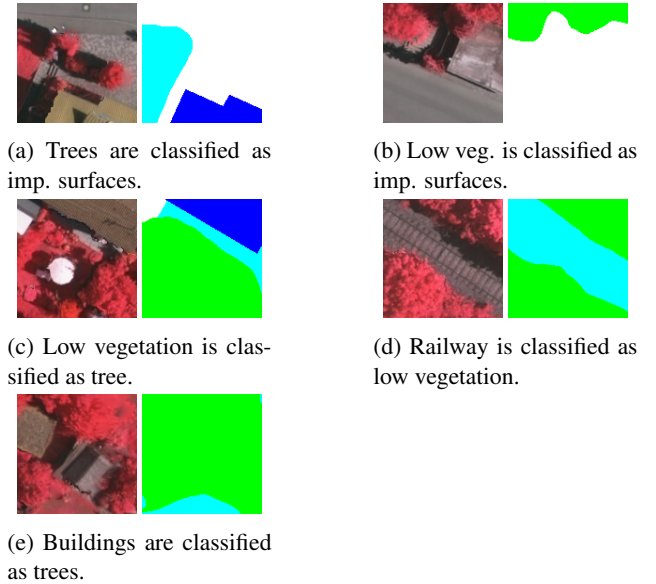 (a) Trees are classified as
imp. surfaces.
(b) Low veg. is classified as
imp. surfaces.
(c) Low vegetation is clas-
sified as tree.
(d) Railway is classified as
low vegetation.
(e) Buildings are classified
as trees.